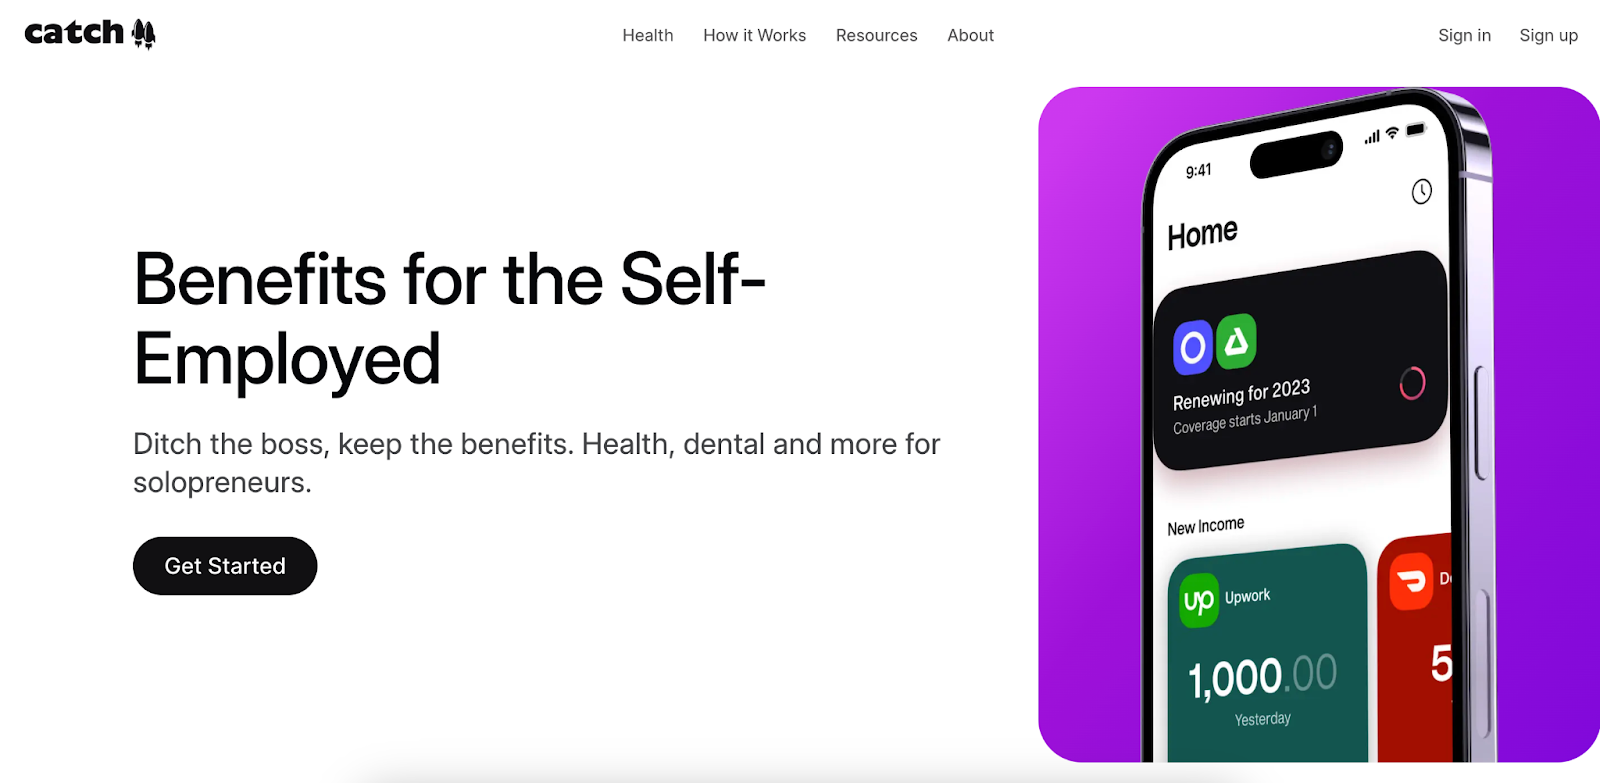 catch
Health How it Works Resources About
Sign in Sign up
Benefits for the Self-
Employed
Ditch the boss, keep the benefits. Health, dental and more for
solopreneurs.
Get Started
9:41
Home
Renewing for 2023
Coverage starts January 1
New Income
up Upwork
1,000.00
Yesterday
D
5